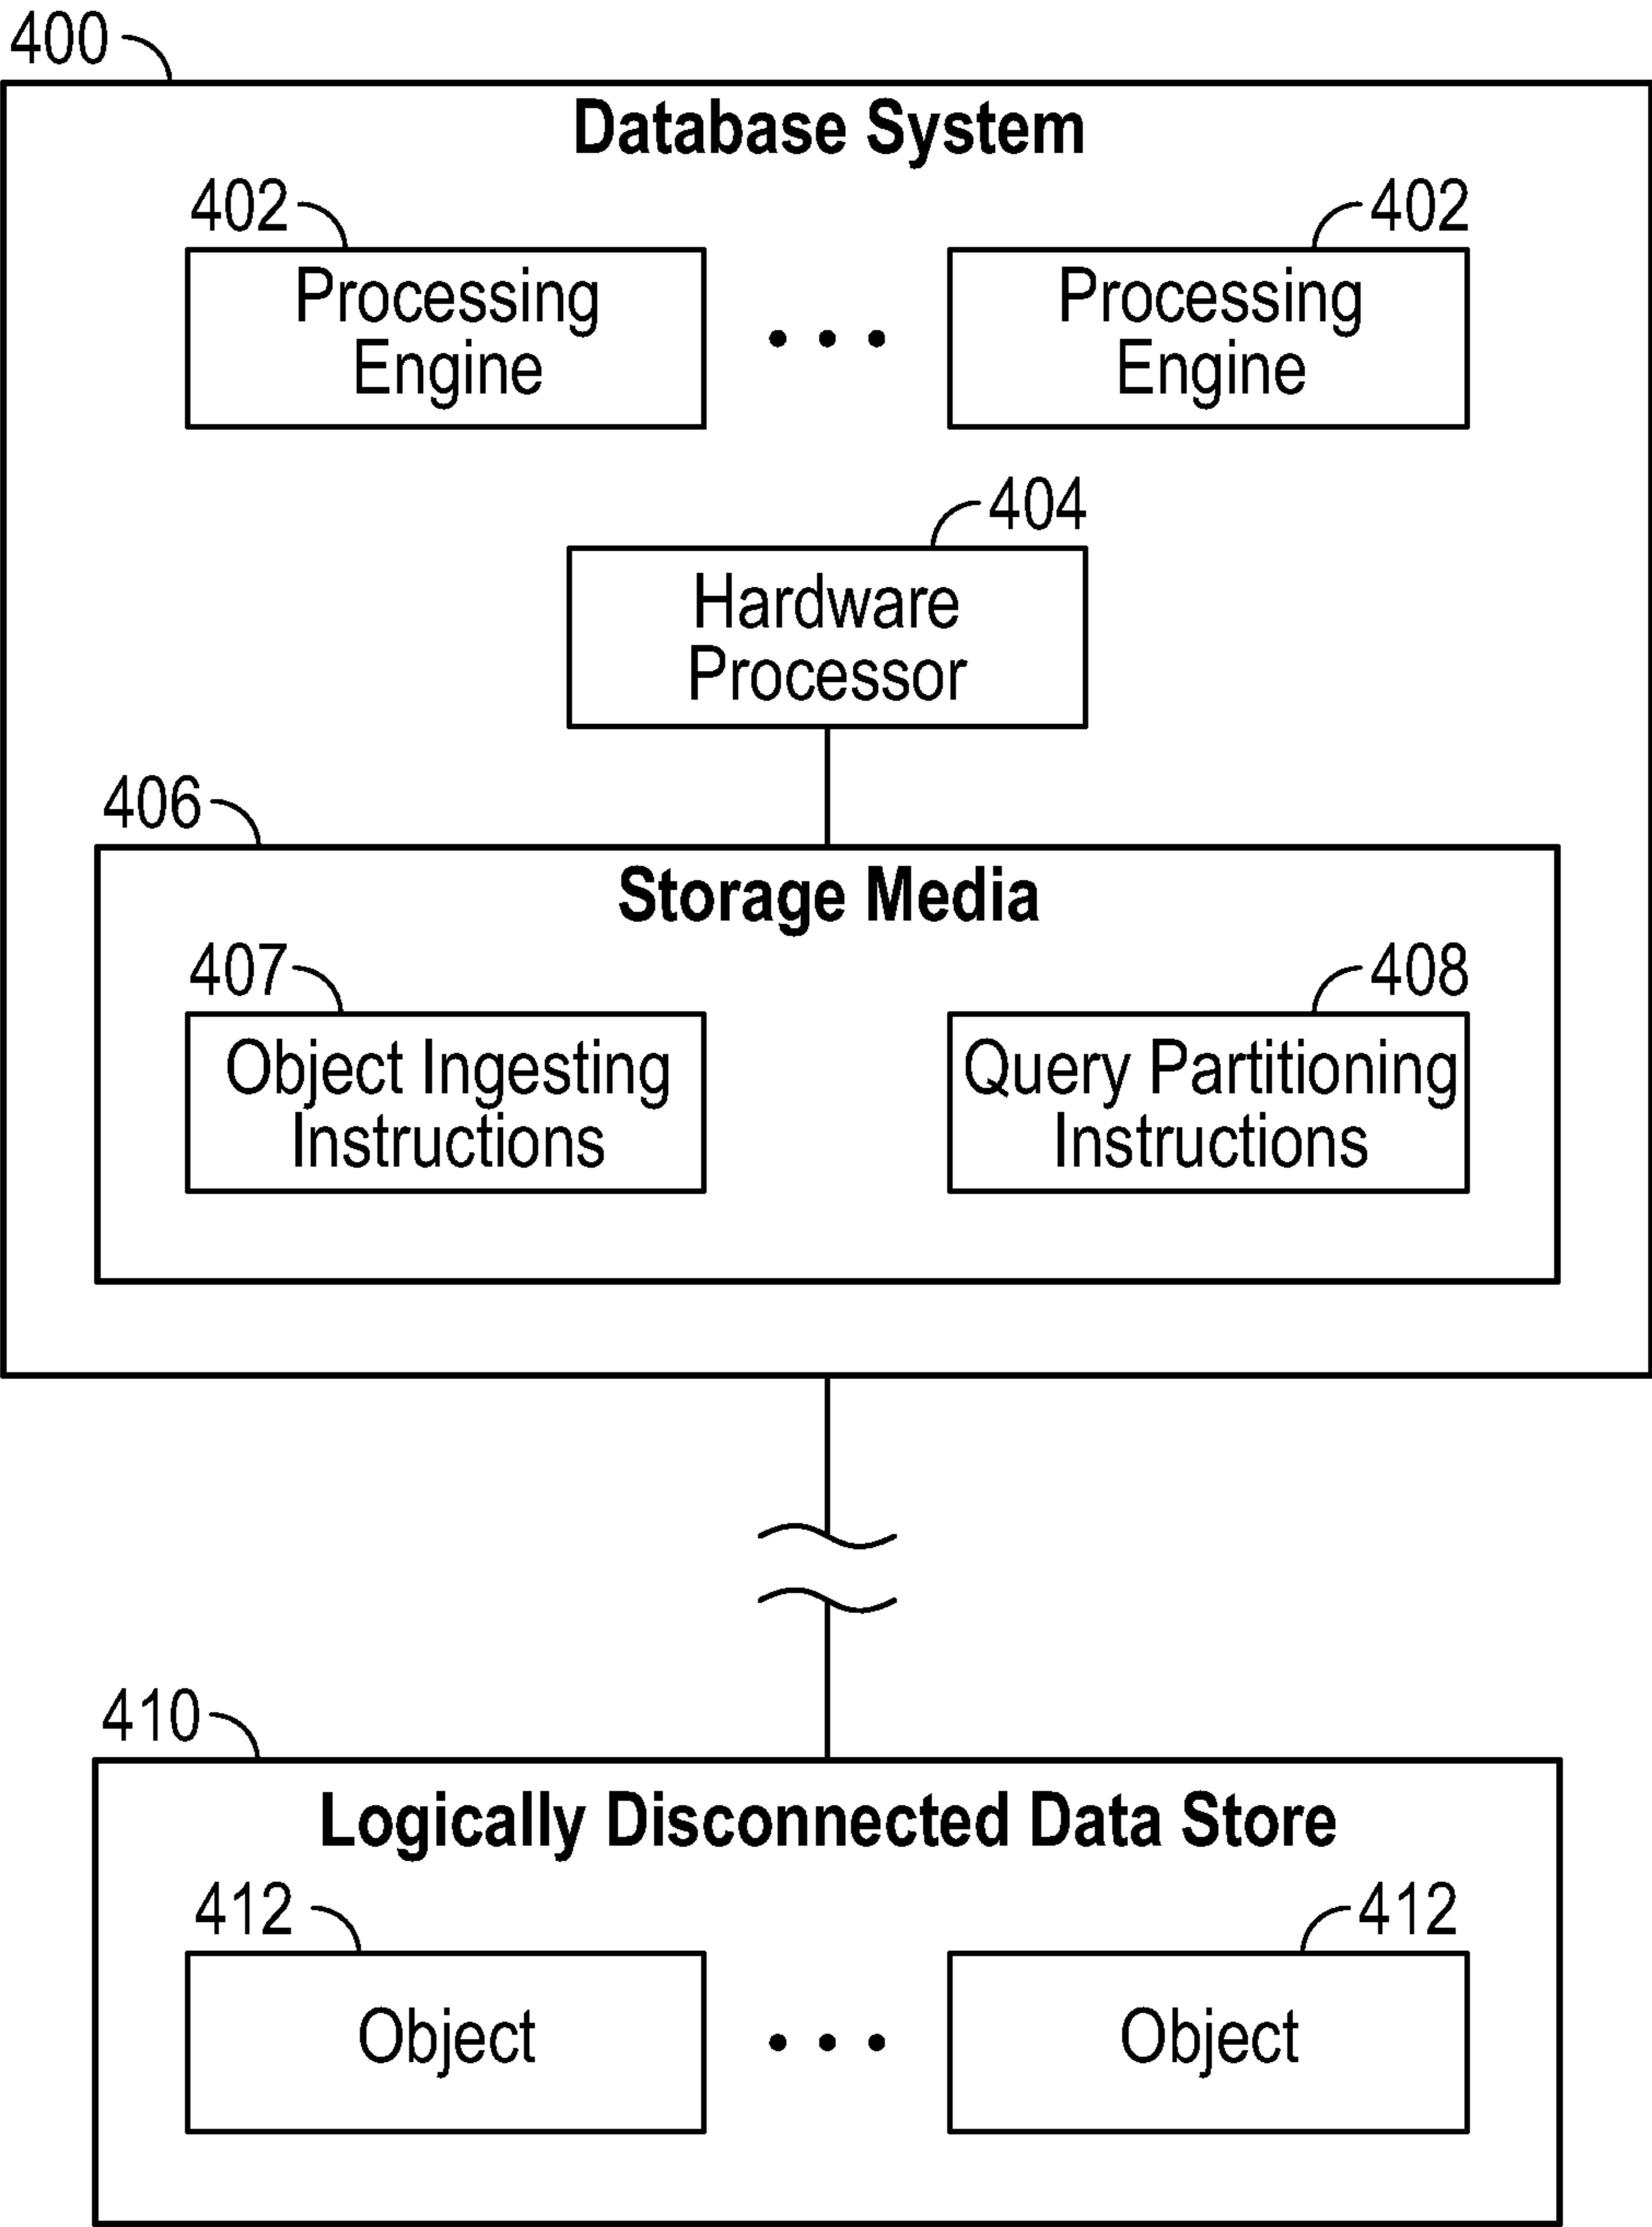 400
Database System
402
402
Processing
Engine
Processing
Engine
404
Hardware
Processor
406
Storage Media
407
408
Object Ingesting
Instructions
Query Partitioning
Instructions
410
Logically Disconnected Data Store
412
412
Object
Object